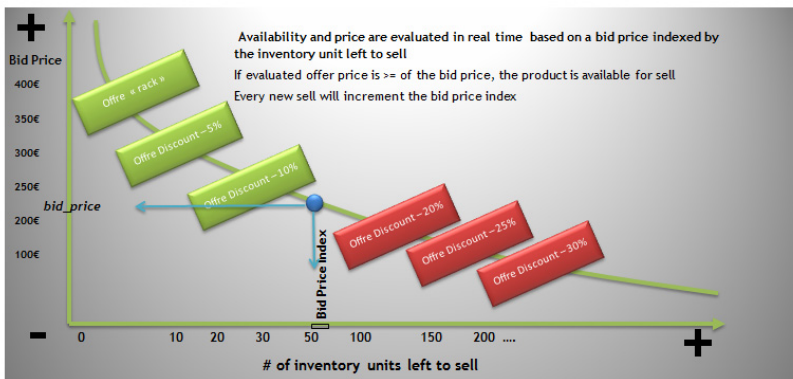 Availability and price are evaluated in real time based on a bid price indexed by
the inventory unit left to sell
If evaluated offer price is >= of the bid price, the product is available for sell
Every new sell will increment the bid price index
+
Bid Price
400€
350€
300€
250€
bid_price
200€
100€
Offre « rack »
Offre Discount –5%
Offre Discount –10%
Offre Discount –20%
Offre Discount –25%
Offre Discount –30%
Bid Price Index
-
0 10 20 30 50 100 150 200 ....
+
# of inventory units left to sell